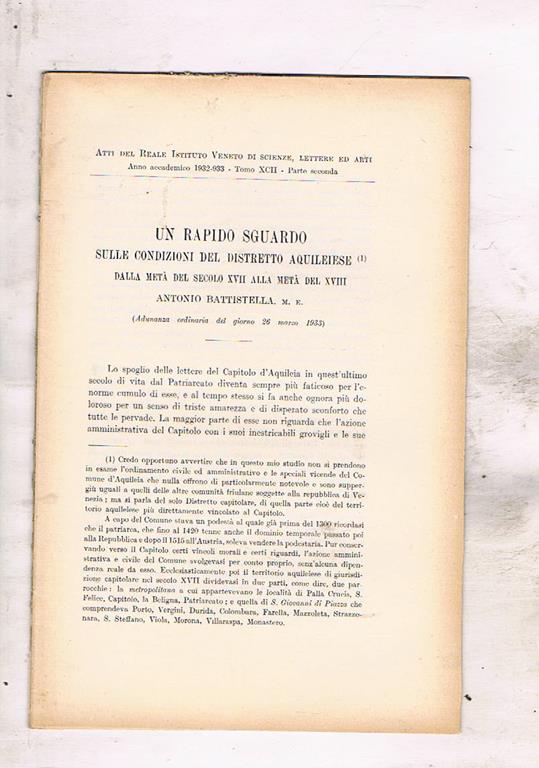 Atti del Reale Istituto Veneto di scienze, lettere ed arti
Anno accademico 1932-933 - Tomo XCII - Parte seconda
UN RAPIDO SGUARDO
SULLE CONDIZIONI DEL DISTRETTO AQUILEIESE (1)
DALLA METÀ DEL SECOLO XVII ALLA METÀ DEL XVIII
ANTONIO BATTISTELLA, M. E.
(Adunanza ordinaria del giorno 26 marzo 1933)
Lo spoglio delle lettere del Capitolo d'Aquileia in quest'ultimo
secolo di vita dal Patriarcato diventa sempre più faticoso per l'e-
norme cumulo di esse, e al tempo stesso si fa anche ognora più do-
loroso per un senso di triste amarezza e di disperato sconforto che
tutte le pervade. La maggior parte di esse non riguarda che l'azione
amministrativa del Capitolo con i suoi inestricabili grovigli e le sue
(1) Credo opportuno avvertire che in questo mio studio non si prendono
in esame l'ordinamento civile ed amministrativo e le speciali vicende del Co-
mune d'Aquileia che nulla offrono di particolarmente notevole e sono supper-
giù uguali a quelli delle altre comunità friulane soggette alla repubblica di Ve-
nezia; ma si parla del solo Distretto capitolare, di quella parte cioè del terri-
torio aquileiese più direttamente vincolato al Capitolo.
A capo del Comune stava un podestà al quale già prima del 1300 ricordasi
che il patriarca, che fino al 1420 tenne anche il dominio temporale passato poi
alla Repubblica e dopo il 1515 all'Austria, soleva vendere la podestaria. Pur conser-
vando verso il Capitolo certi vincoli morali e certi riguardi, l'azione ammini-
strativa e civile del Comune svolgevasi per conto proprio, senz'alcuna dipen-
denza reale da esso. Ecclesiasticamente poi il territorio aquileiese di giurisdi-
zione capitolare nel secolo XVII dividevasi in due parti, come dire, due par-
rocchie: la metropolitana a cui appartevevano le località di Palla Crucis, S.
Felice, Capitolo, la Beligna, Patriarcato; e quella di S. Giovanni di Piazza che
comprendeva Porto, Vergini, Durida, Colombara, Farella, Mazzoleta, Strazzo-
nara, S. Steffano, Viola, Morona, Villaraspa, Monastero.